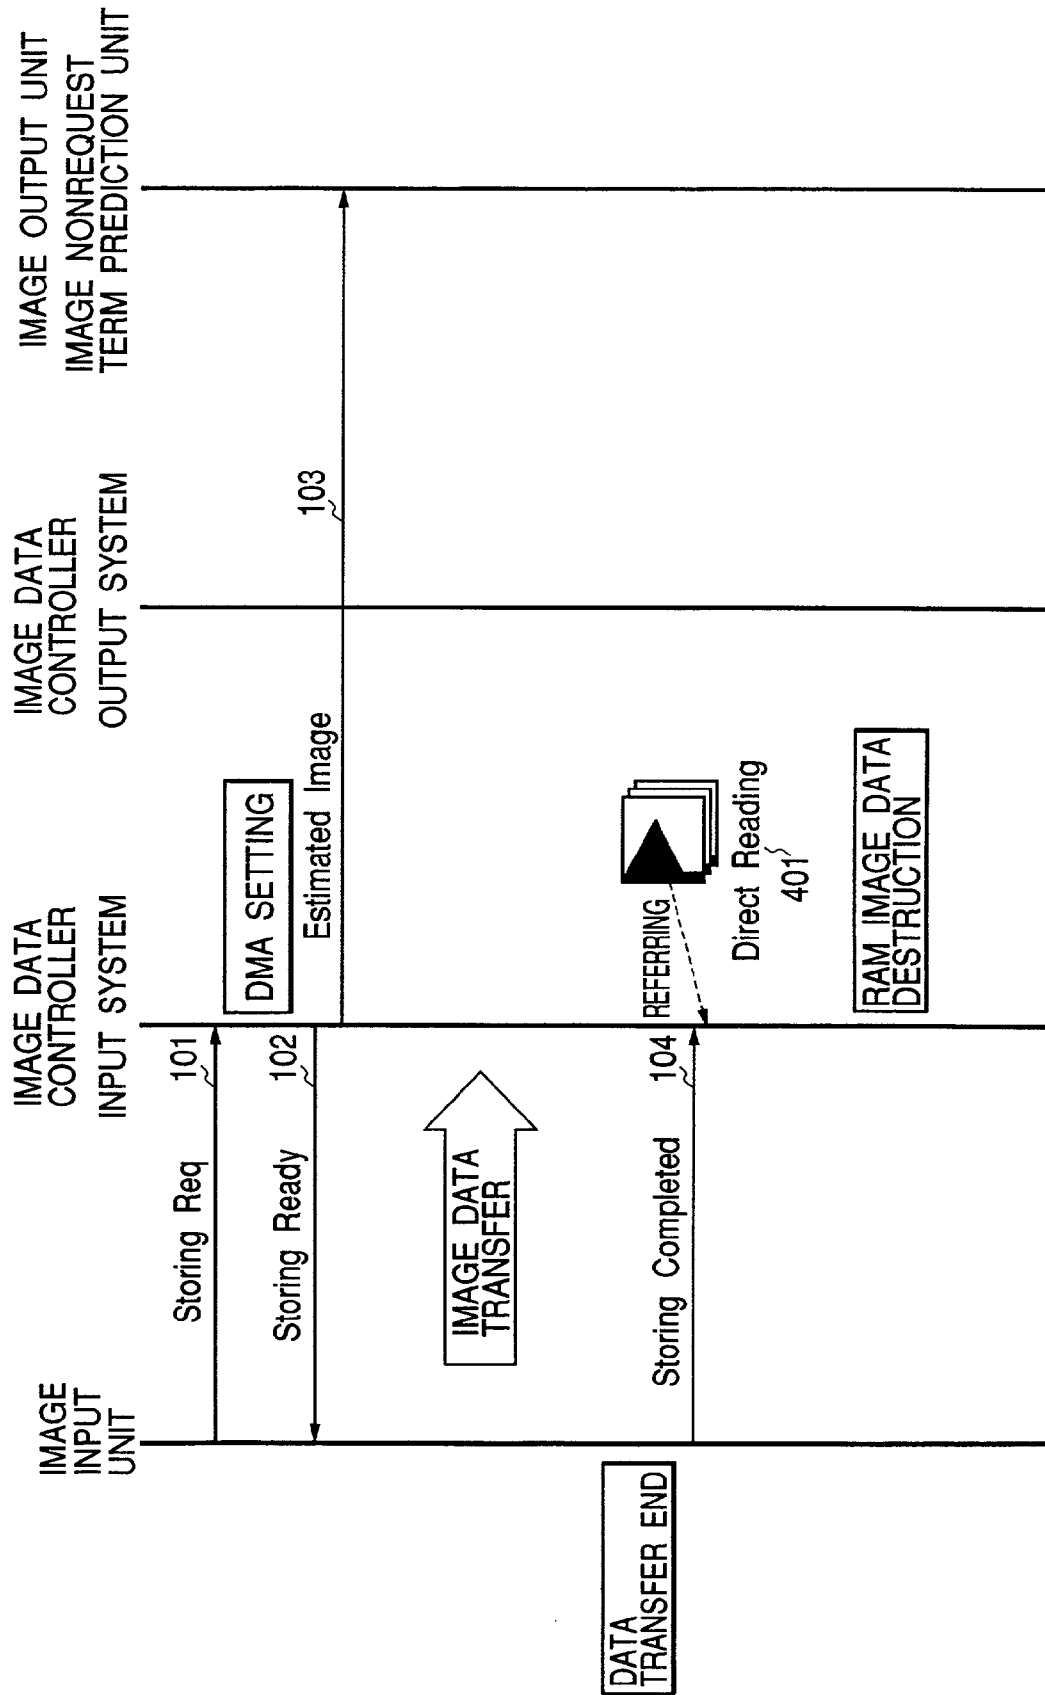 IMAGE
INPUT
UNIT
IMAGE DATA
CONTROLLER
INPUT SYSTEM
IMAGE DATA
CONTROLLER
OUTPUT SYSTEM
IMAGE OUTPUT UNIT
IMAGE NONREQUEST
TERM PREDICTION UNIT
Storing Req
101
DMA SETTING
Storing Ready
102
Estimated Image
103
IMAGE DATA
TRANSFER
DATA
TRANSFER END
Storing Completed
104
REFERRING
Direct Reading
401
RAM IMAGE DATA
DESTRUCTION